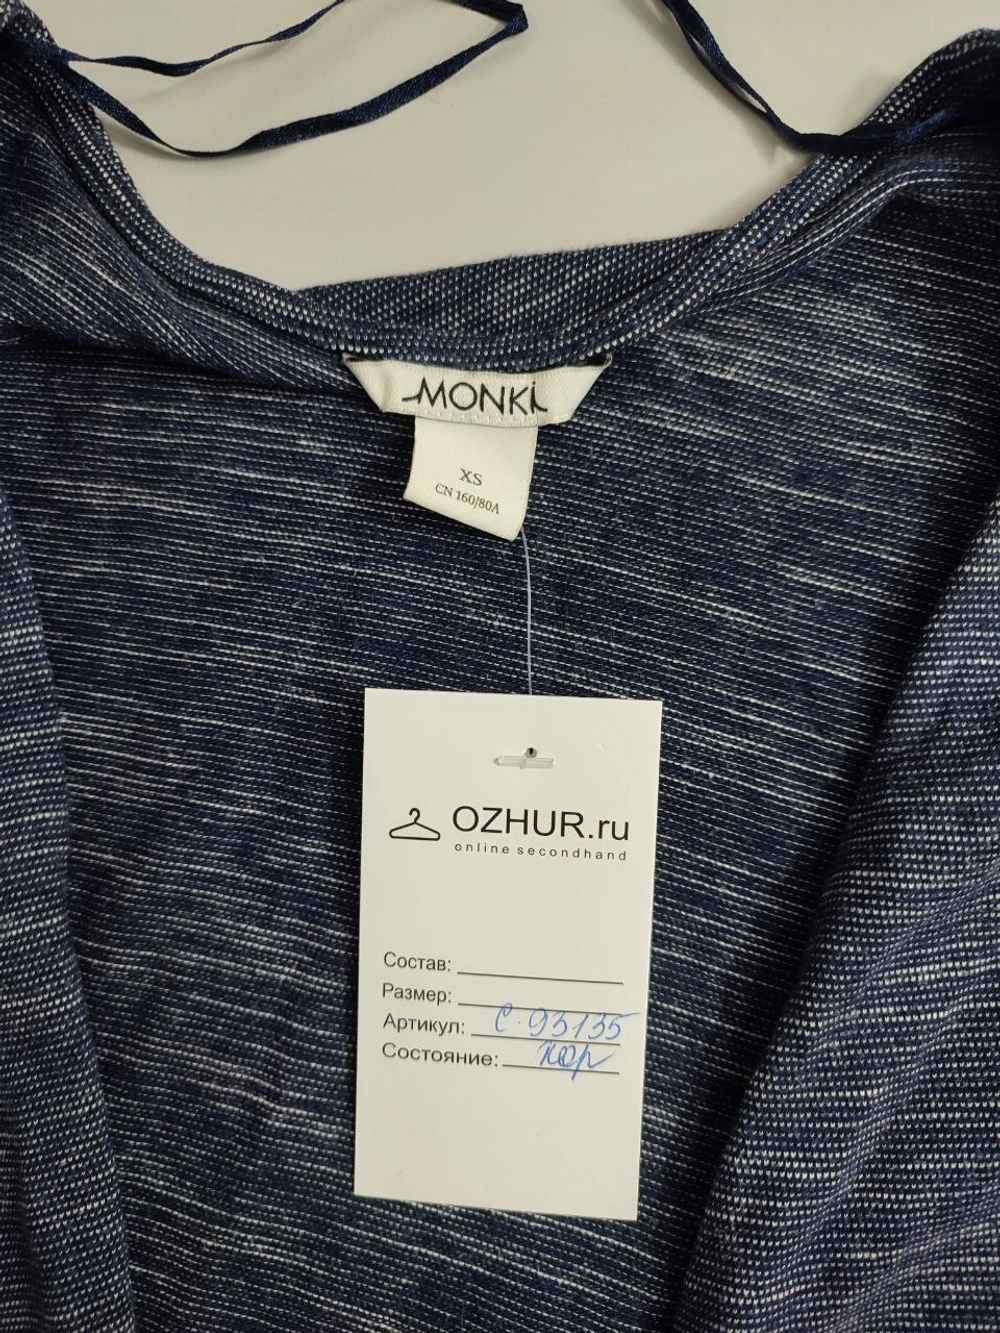 MONKI
XS
CN 160/80A
OZHUR.ru
online secondhand
Состав:
Размер:
Артикул: С-93135
Состояние: хор